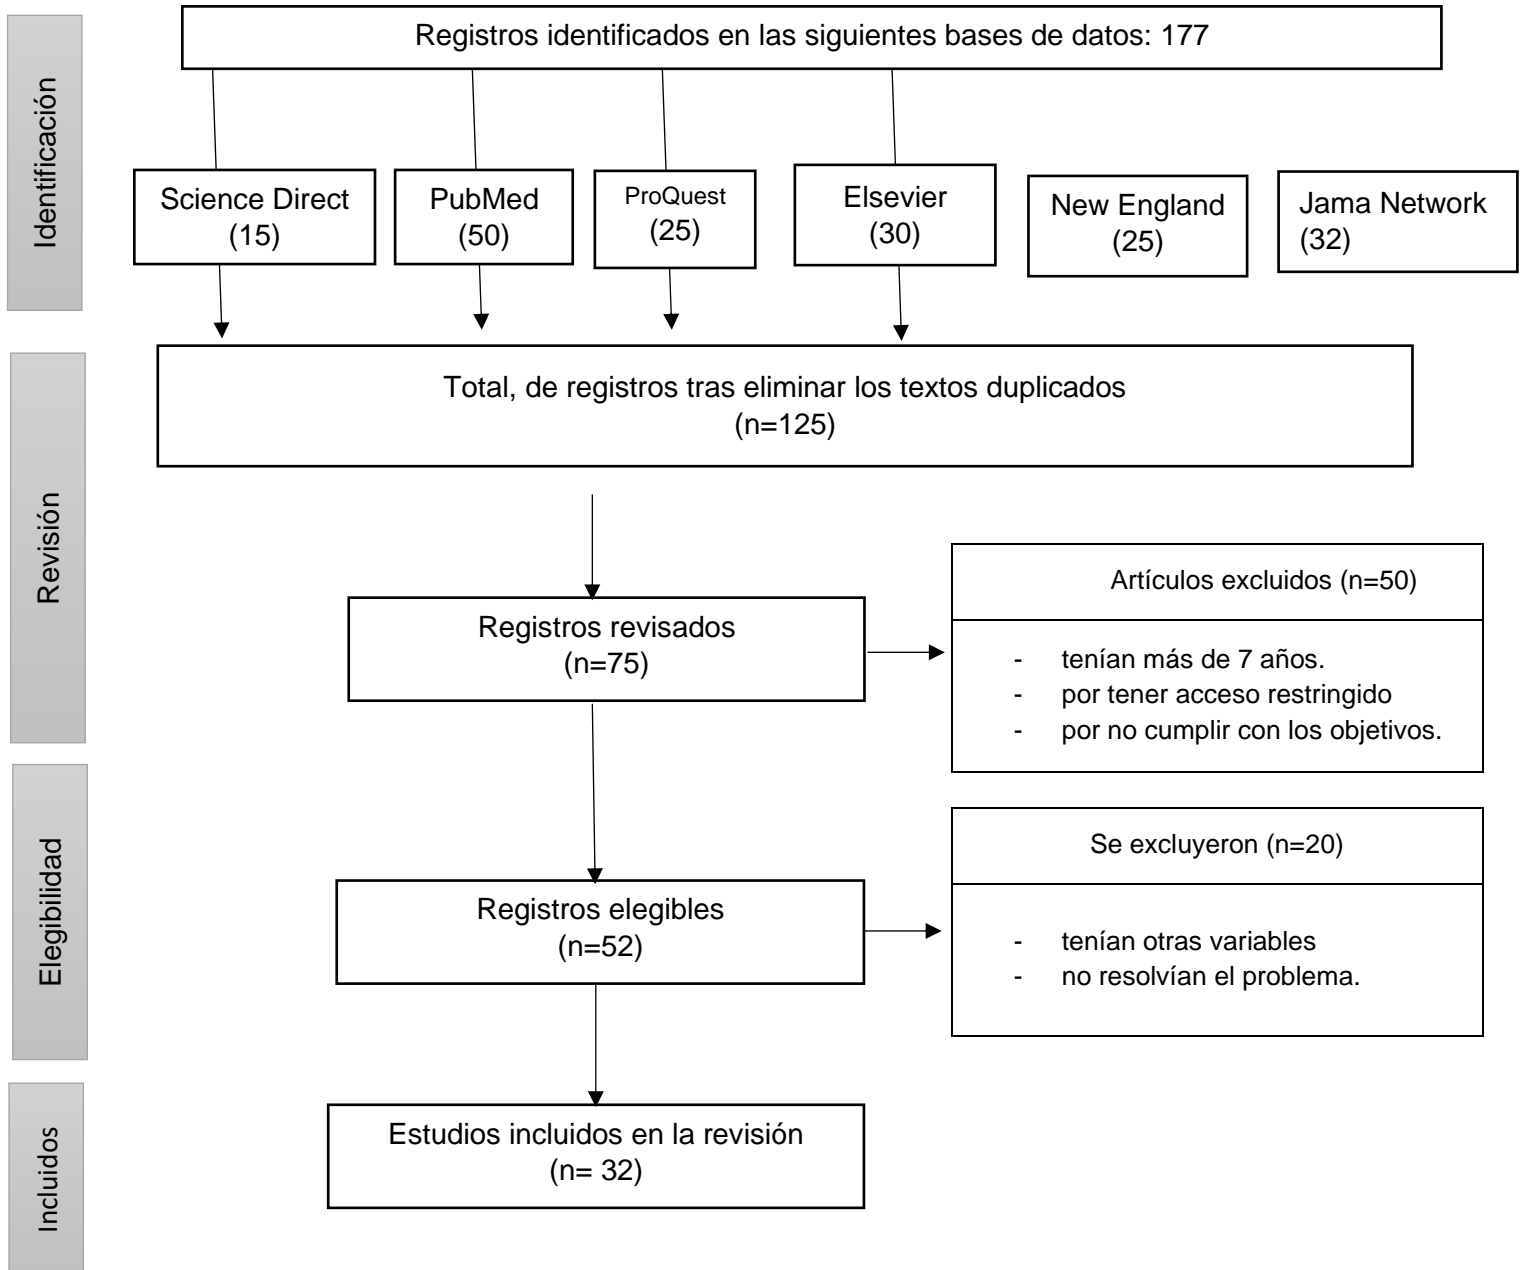 Identificación
Registros identificados en las siguientes bases de datos: 177
Science Direct
(15)
PubMed
(50)
ProQuest
(25)
Elsevier
(30)
New England
(25)
Jama Network
(32)
Revisión
Total, de registros tras eliminar los textos duplicados
(n=125)
Registros revisados
(n=75)
Artículos excluidos (n=50)
- tenían más de 7 años.
- por tener acceso restringido
- por no cumplir con los objetivos.
Elegibilidad
Registros elegibles
(n=52)
Se excluyeron (n=20)
- tenían otras variables
- no resolvían el problema.
Incluidos
Estudios incluidos en la revisión
(n= 32)